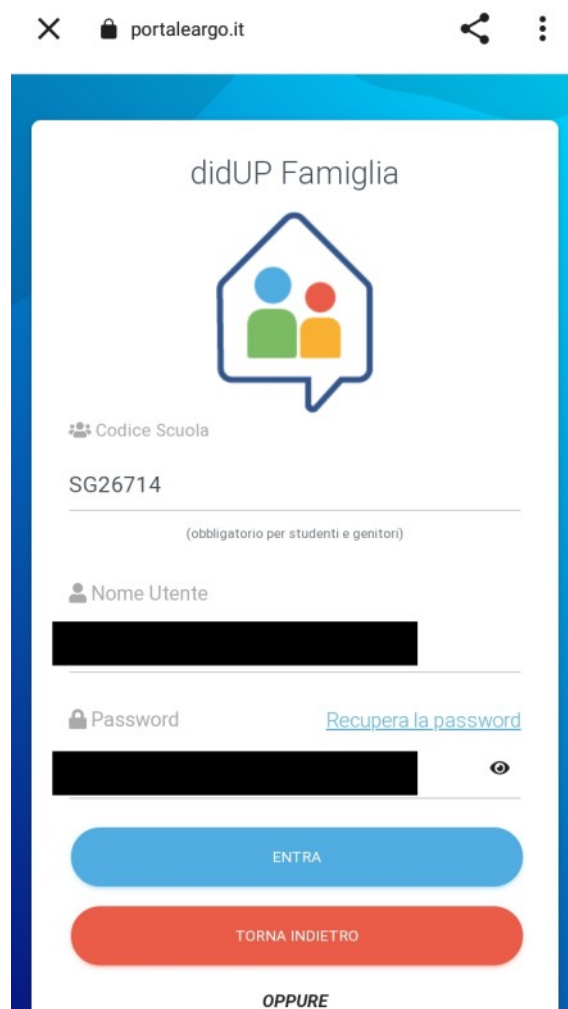 portaleargo.it
didUP Famiglia
Codice Scuola
SG26714
(obbligatorio per studenti e genitori)
Nome Utente
Password Recupera la password
ENTRA
TORNA INDIETRO
OPPURE